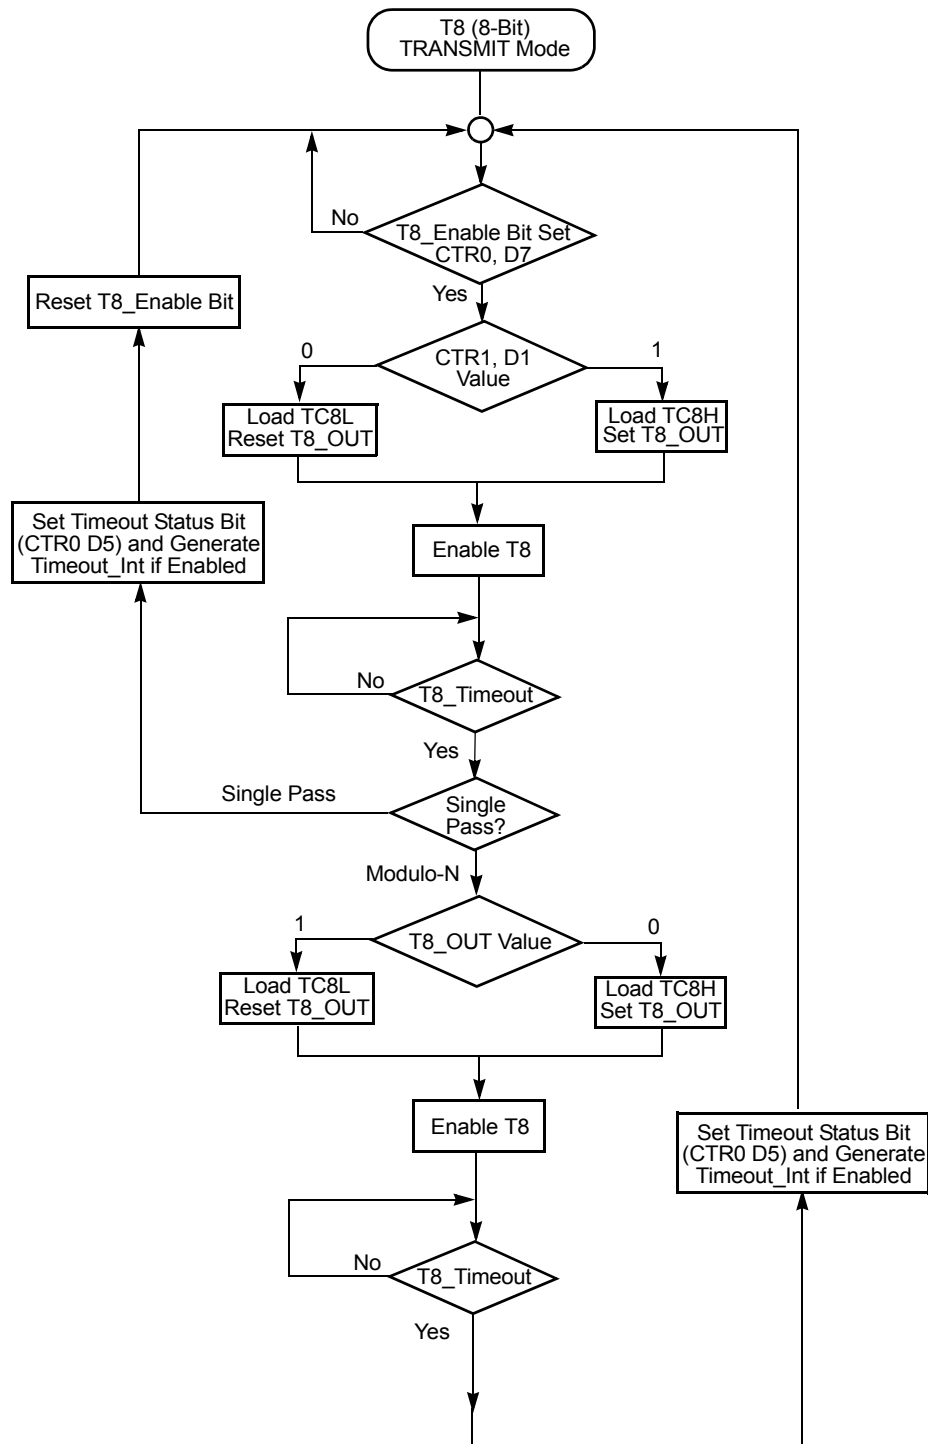 T8 (8-Bit)
TRANSMIT Mode
No
T8_Enable Bit Set
CTR0, D7
Yes
Reset T8_Enable Bit
0
CTR1, D1
Value
1
Load TC8L
Reset T8_OUT
Load TC8H
Set T8_OUT
Set Timeout Status Bit
(CTR0 D5) and Generate
Timeout_Int if Enabled
Enable T8
No
T8_Timeout
Yes
Single Pass
Single
Pass?
Modulo-N
1
T8_OUT Value
0
Load TC8L
Reset T8_OUT
Load TC8H
Set T8_OUT
Enable T8
Set Timeout Status Bit
(CTR0 D5) and Generate
Timeout_Int if Enabled
No
T8_Timeout
Yes